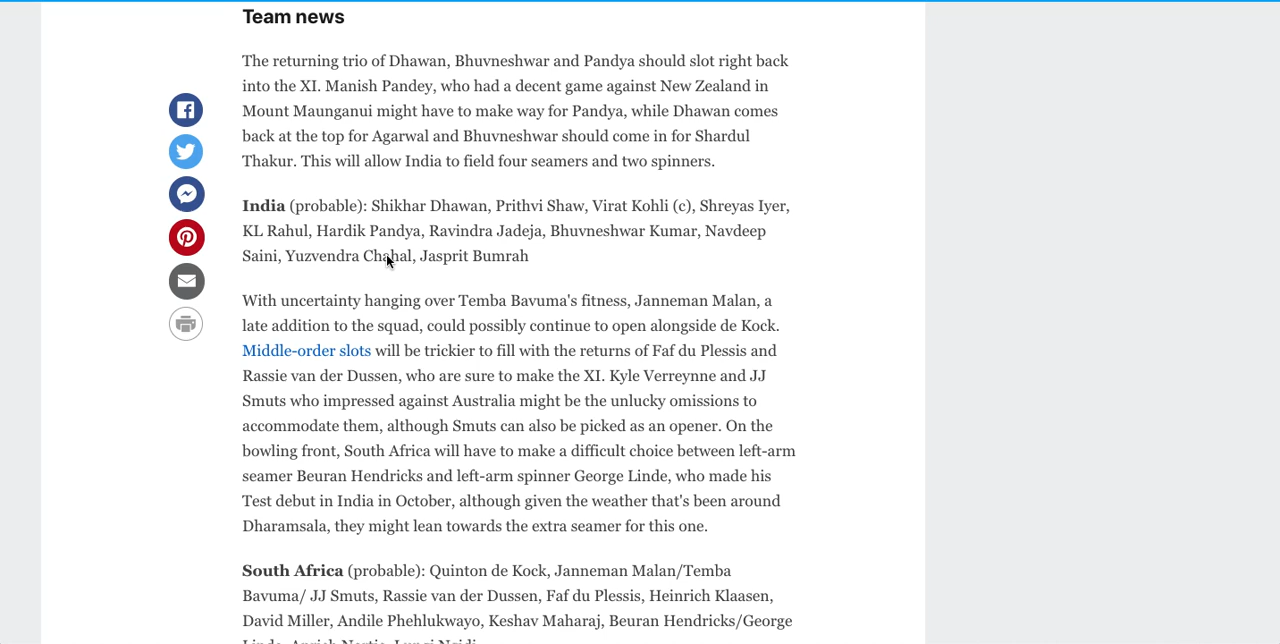 Team news
The returning trio of Dhawan, Bhuvneshwar and Pandya should slot right back
into the XI. Manish Pandey, who had a decent game against New Zealand in
Mount Maunganui might have to make way for Pandya, while Dhawan comes
back at the top for Agarwal and Bhuvneshwar should come in for Shardul
Thakur. This will allow India to field four seamers and two spinners.
India (probable): Shikhar Dhawan, Prithvi Shaw, Virat Kohli (c), Shreyas Iyer,
KL Rahul, Hardik Pandya, Ravindra Jadeja, Bhuvneshwar Kumar, Navdeep
Saini, Yuzvendra Chahal, Jasprit Bumrah
With uncertainty hanging over Temba Bavuma's fitness, Janneman Malan, a
late addition to the squad, could possibly continue to open alongside de Kock.
Middle-order slots will be trickier to fill with the returns of Faf du Plessis and
Rassie van der Dussen, who are sure to make the XI. Kyle Verreynne and JJ
Smuts who impressed against Australia might be the unlucky omissions to
accommodate them, although Smuts can also be picked as an opener. On the
bowling front, South Africa will have to make a difficult choice between left-arm
seamer Beuran Hendricks and left-arm spinner George Linde, who made his
Test debut in India in October, although given the weather that's been around
Dharamsala, they might lean towards the extra seamer for this one.
South Africa (probable): Quinton de Kock, Janneman Malan/Temba
Bavuma/ JJ Smuts, Rassie van der Dussen, Faf du Plessis, Heinrich Klaasen,
David Miller, Andile Phehlukwayo, Keshav Maharaj, Beuran Hendricks/George